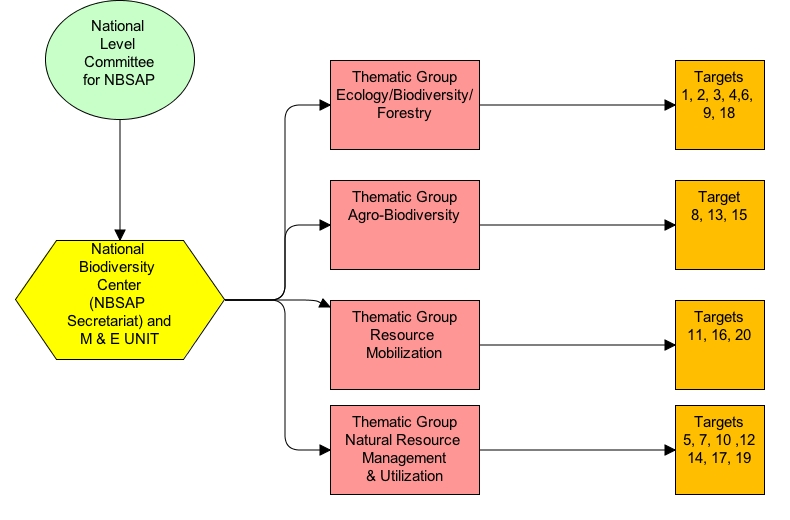 National
Level
Committee
for NBSAP
National
Biodiversity
Center
(NBSAP
Secretariat) and
M & E UNIT
Thematic Group
Ecology/Biodiversity/
Forestry
Targets
1, 2, 3, 4,6,
9, 18
Thematic Group
Agro-Biodiversity
Target
8, 13, 15
Thematic Group
Resource
Mobilization
Targets
11, 16, 20
Thematic Group
Natural Resource
Management
& Utilization
Targets
5, 7, 10 ,12
14, 17, 19